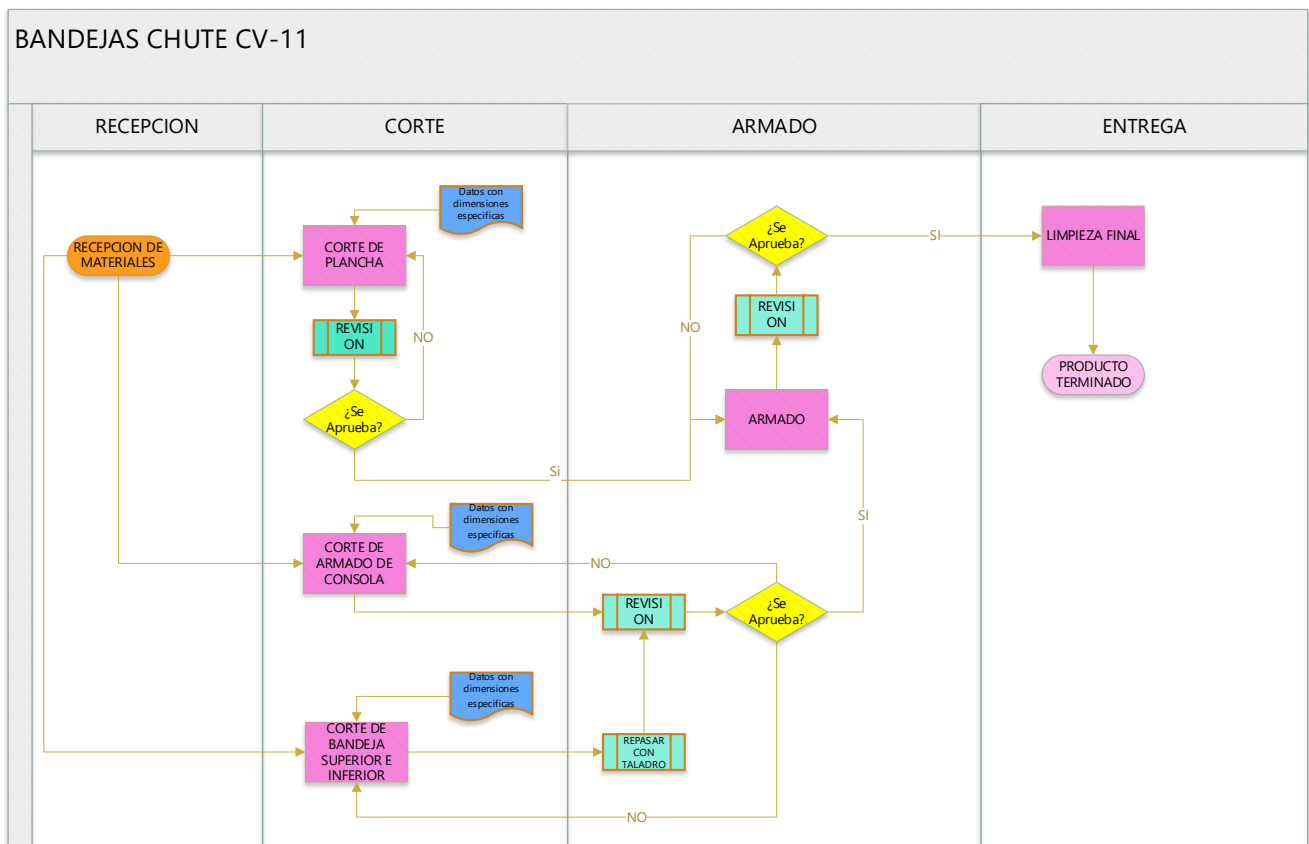 BANDEJAS CHUTE CV-11
RECEPCION
CORTE
ARMADO
ENTREGA
RECEPCION DE
MATERIALES
Datos con
dimensiones
especificas
CORTE DE
PLANCHA
REVISI
ON
NO
¿Se
Aprueba?
Si
¿Se
Aprueba?
SI
NO
REVISI
ON
ARMADO
LIMPIEZA FINAL
PRODUCTO
TERMINADO
Datos con
dimensiones
especificas
CORTE DE
ARMADO DE
CONSOLA
NO
SI
REVISI
ON
¿Se
Aprueba?
Datos con
dimensiones
especificas
CORTE DE
BANDEJA
SUPERIOR E
INFERIOR
REPASAR
CON
TALADRO
NO